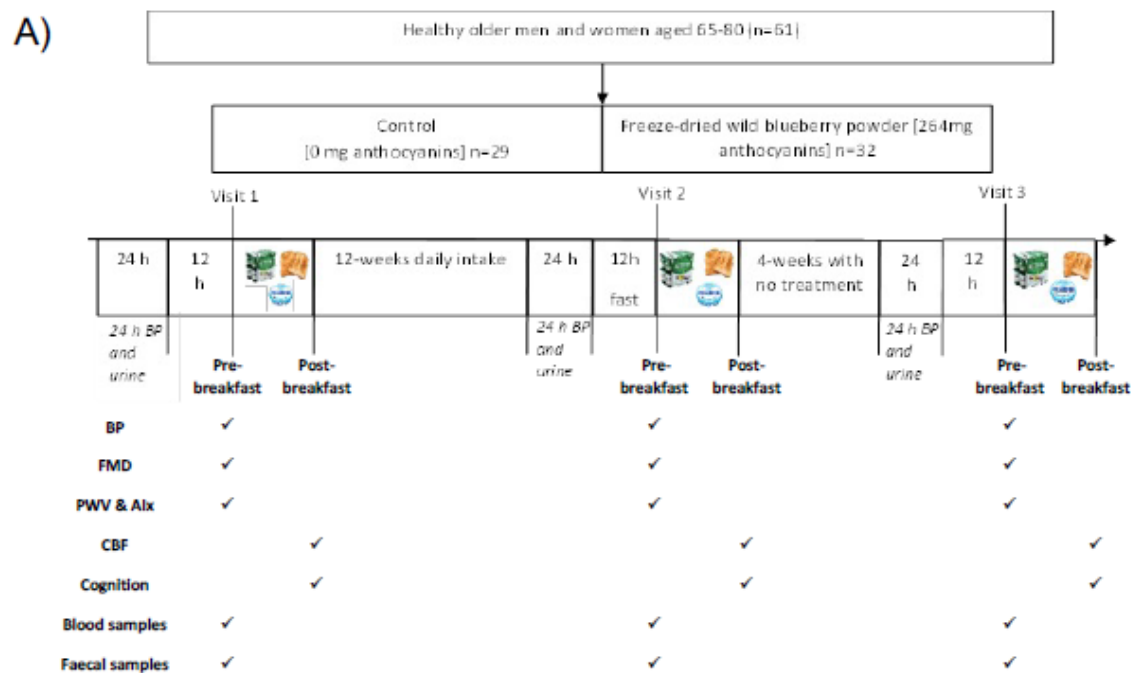 A)
Healthy older men and women aged 65-80 (n=61)
Control
[0 mg anthocyanins] n=29
Freeze-dried wild blueberry powder [264mg
anthocyanins] n=32
Visit 1
Visit 2
Visit 3
24 h
12
h
12-weeks daily intake
24 h
12h
fast
4-weeks with
no treatment
24
h
12
h
24 h BP
and
urine
Pre-
breakfast
Post-
breakfast
24 h BP
and
urine
Pre-
breakfast
Post-
breakfast
24 h BP
and
urine
Pre-
breakfast
Post-
breakfast
BP ✓ ✓ ✓
FMD ✓ ✓ ✓
PWV & AIx ✓ ✓ ✓
CBF ✓ ✓ ✓
Cognition ✓ ✓ ✓
Blood samples ✓ ✓ ✓
Faecal samples ✓ ✓ ✓